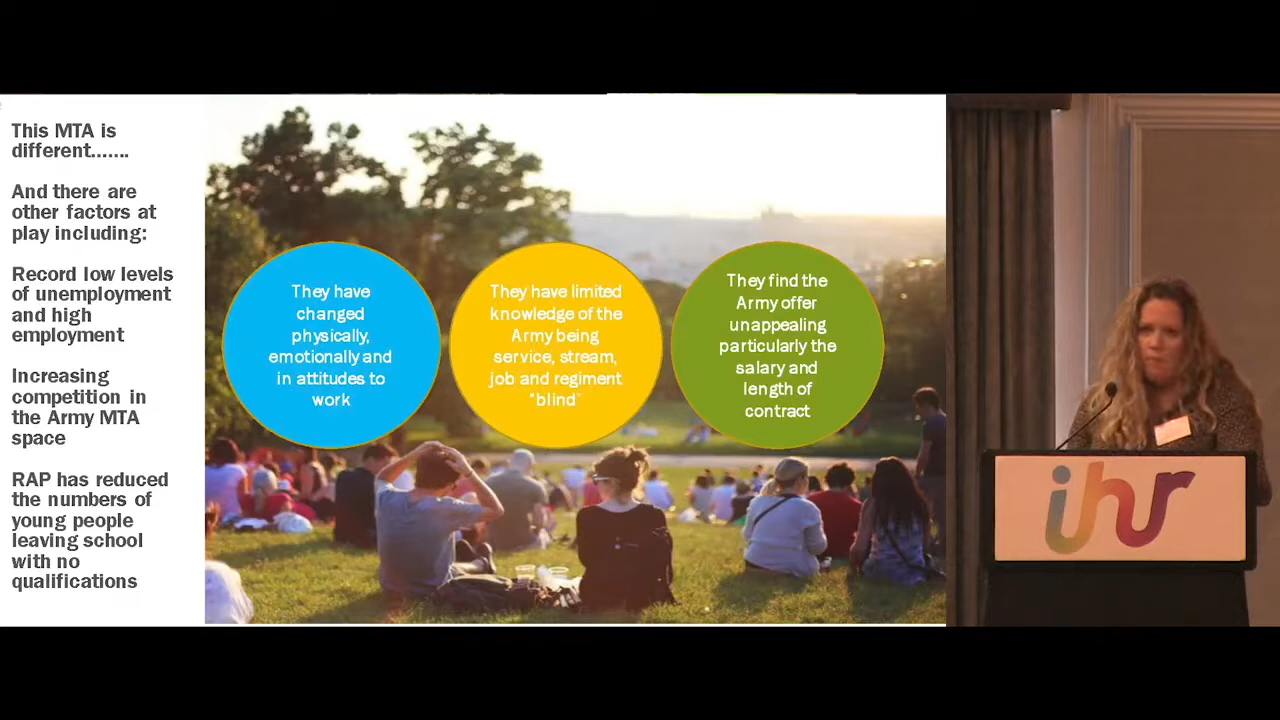 This MTA is
different.......
And there are
other factors at
play including:
Record low levels
of unemployment
and high
employment
Increasing
competition in
the Army MTA
space
RAP has reduced
the numbers of
young people
leaving school
with no
qualifications
They have
changed
physically,
emotionally and
in attitudes to
work
They have limited
knowledge of the
Army being
service, stream,
job and regiment
"blind"
They find the
Army offer
unappealing
particularly the
salary and
length of
contract
ihr